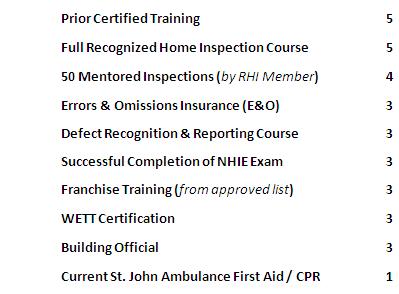 Prior Certified Training 5
Full Recognized Home Inspection Course 5
50 Mentored Inspections (by RHI Member) 4
Errors & Omissions Insurance (E&O) 3
Defect Recognition & Reporting Course 3
Successful Completion of NHIE Exam 3
Franchise Training (from approved list) 3
WETT Certification 3
Building Official 3
Current St. John Ambulance First Aid / CPR 1